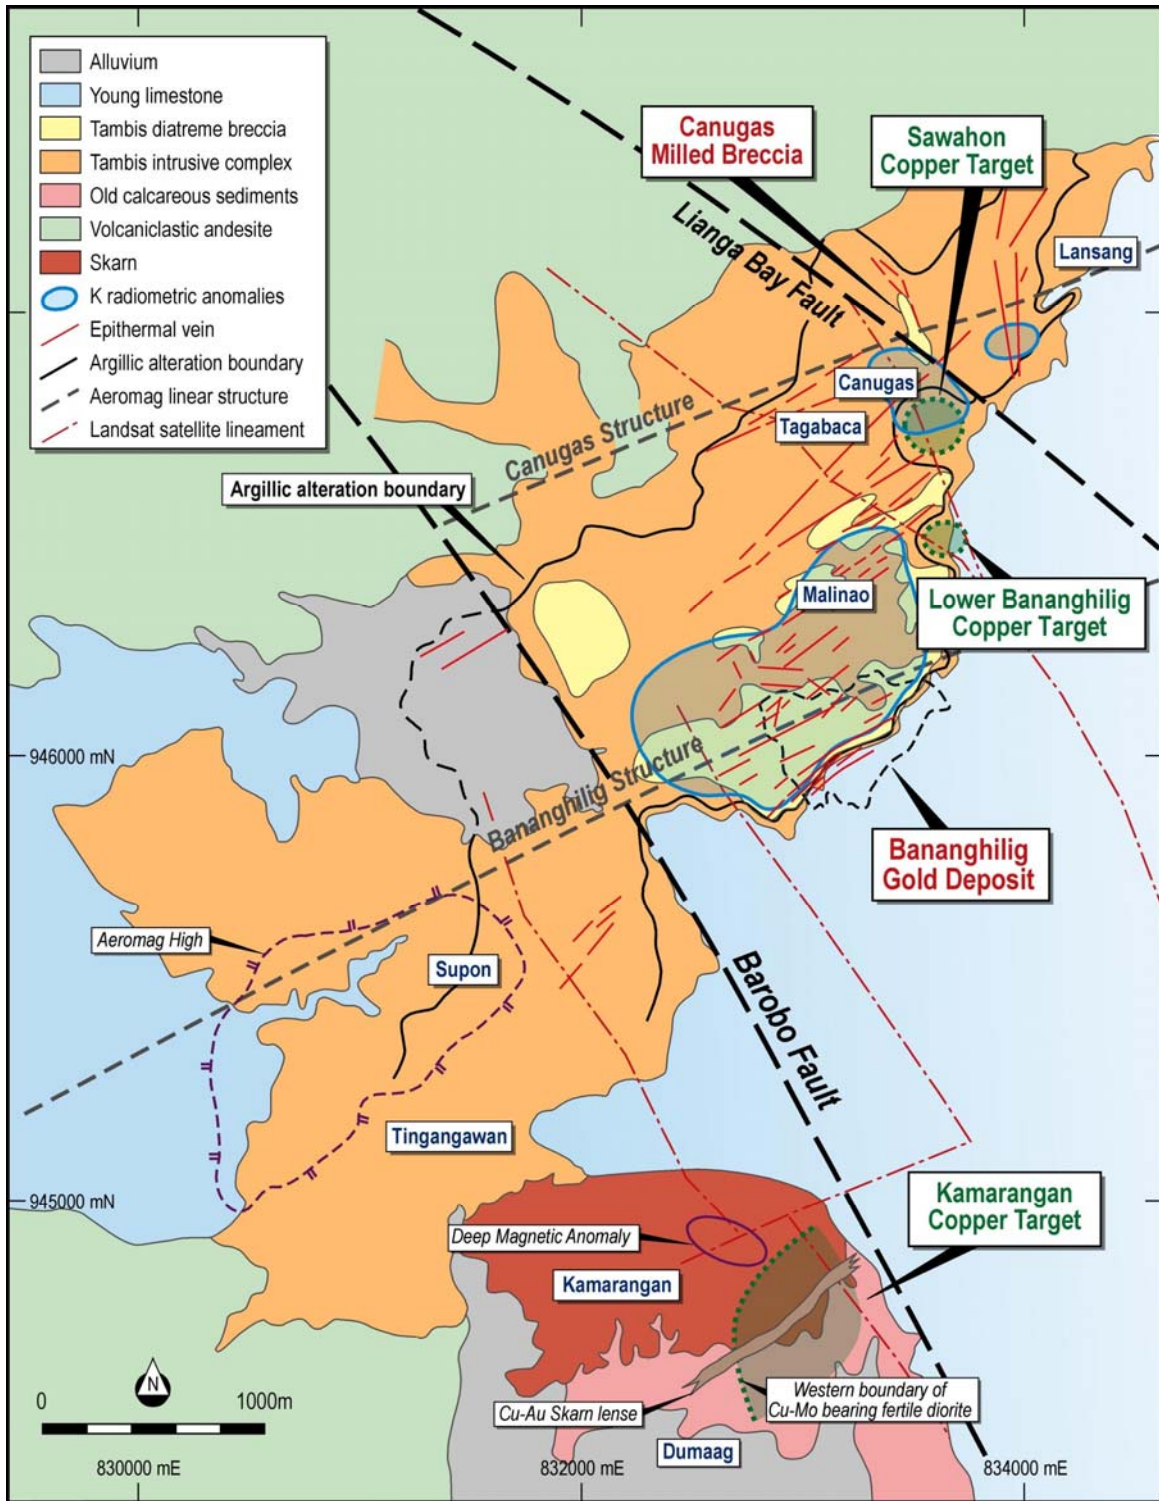 Alluvium
Young limestone
Tambis diatreme breccia
Tambis intrusive complex
Old calcareous sediments
Volcaniclastic andesite
Skarn
K radiometric anomalies
Epithermal vein
Argillic alteration boundary
Aeromag linear structure
Landsat satellite lineament
Canugas
Milled Breccia
Sawahon
Copper Target
Lianga Bay Fault
Lansang
Canugas
Tagabaca
Canugas Structure
Argillic alteration boundary
Malinao
Lower Bananghilig
Copper Target
946000 mN
Bananghilig Structure
Bananghilig
Gold Deposit
Aeromag High
Supon
Barobo Fault
Tingangawan
945000 mN
Kamarangan
Copper Target
Deep Magnetic Anomaly
Kamarangan
N
0
1000m
Western boundary of
Cu-Mo bearing fertile diorite
Cu-Au Skarn lense
Dumaag
830000 mE
832000 mE
834000 mE